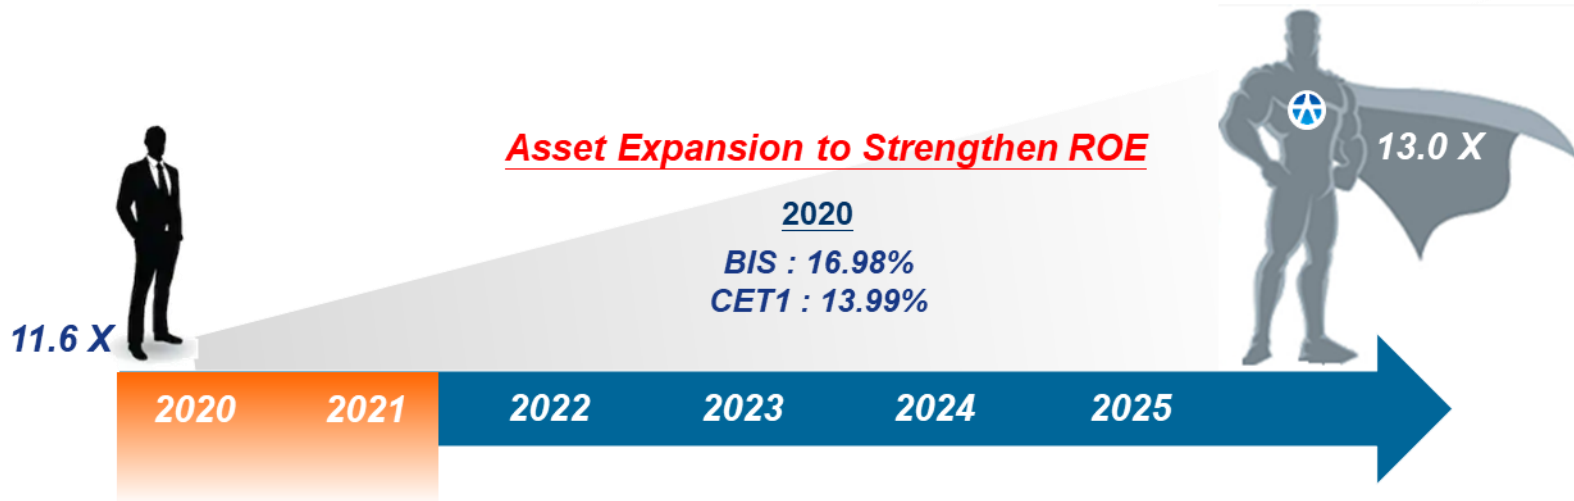 Asset Expansion to Strengthen ROE
13.0 X
2020
BIS : 16.98%
CET1 : 13.99%
11.6 X
2020 2021 2022 2023 2024 2025